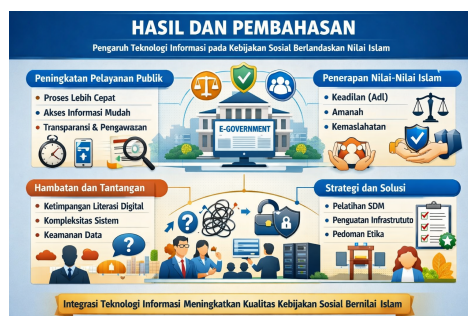 HASIL DAN PEMBAHASAN
Pengaruh Teknologi Informasi pada Kebijakan Sosial Berlandaskan Nilai Islam
Peningkatan Pelayanan Publik
• Proses Lebih Cepat
• Akses Informasi Mudah
• Transparasi & Pengawazan
E-GOVERNMENT
Penerapan Nilai-Nilai Islam
• Keadilan (Adl)
• Amanah
• Kemaslahatan
Hambatan dan Tantangan
• Ketimpangan Literasi Digital
• Kompleksitas Sistem
• Keamanan Data
?
?
Strategi dan Solusi
• Pelatihan SDM
• Penguatan Infrastrututo
• Pedoman Etika
Integrasi Teknologi Informasi Meningkatkan Kualitas Kebijakan Sosial Bernilai Islam